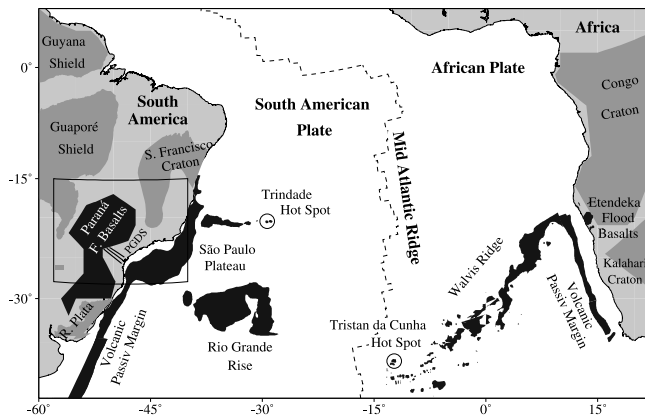 Guyana
Shield
0°
Guaporé
Shield
South
America
S. Francisco
Craton
South American
Plate
African Plate
Africa
Congo
Craton
Mid Atlantic Ridge
-15°
Trindade
Hot Spot
Paraná
F. Basalts
PGDS
São Paulo
Plateau
Etendeka
Flood
Basalts
Kalahari
Craton
Walvis Ridge
Volcanic
Passiv Margin
-30°
R. Plata
Volcanic
Passiv Margin
Rio Grande
Rise
Tristan da Cunha
Hot Spot
-60°
-45°
-30°
-15°
0°
15°